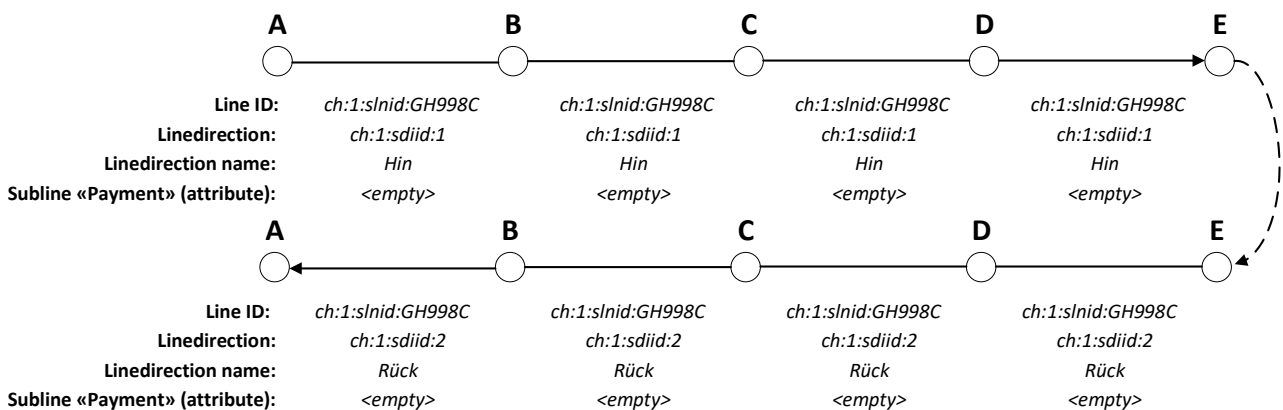 A B C D E
Line ID: ch:1:slnid:GH998C ch:1:slnid:GH998C ch:1:slnid:GH998C ch:1:slnid:GH998C
Linedirection: ch:1:sdiid:1 ch:1:sdiid:1 ch:1:sdiid:1 ch:1:sdiid:1
Linedirection name: Hin Hin Hin Hin
Subline «Payment» (attribute): <empty> <empty> <empty> <empty>
A B C D E
Line ID: ch:1:slnid:GH998C ch:1:slnid:GH998C ch:1:slnid:GH998C ch:1:slnid:GH998C
Linedirection: ch:1:sdiid:2 ch:1:sdiid:2 ch:1:sdiid:2 ch:1:sdiid:2
Linedirection name: Rück Rück Rück Rück
Subline «Payment» (attribute): <empty> <empty> <empty> <empty>